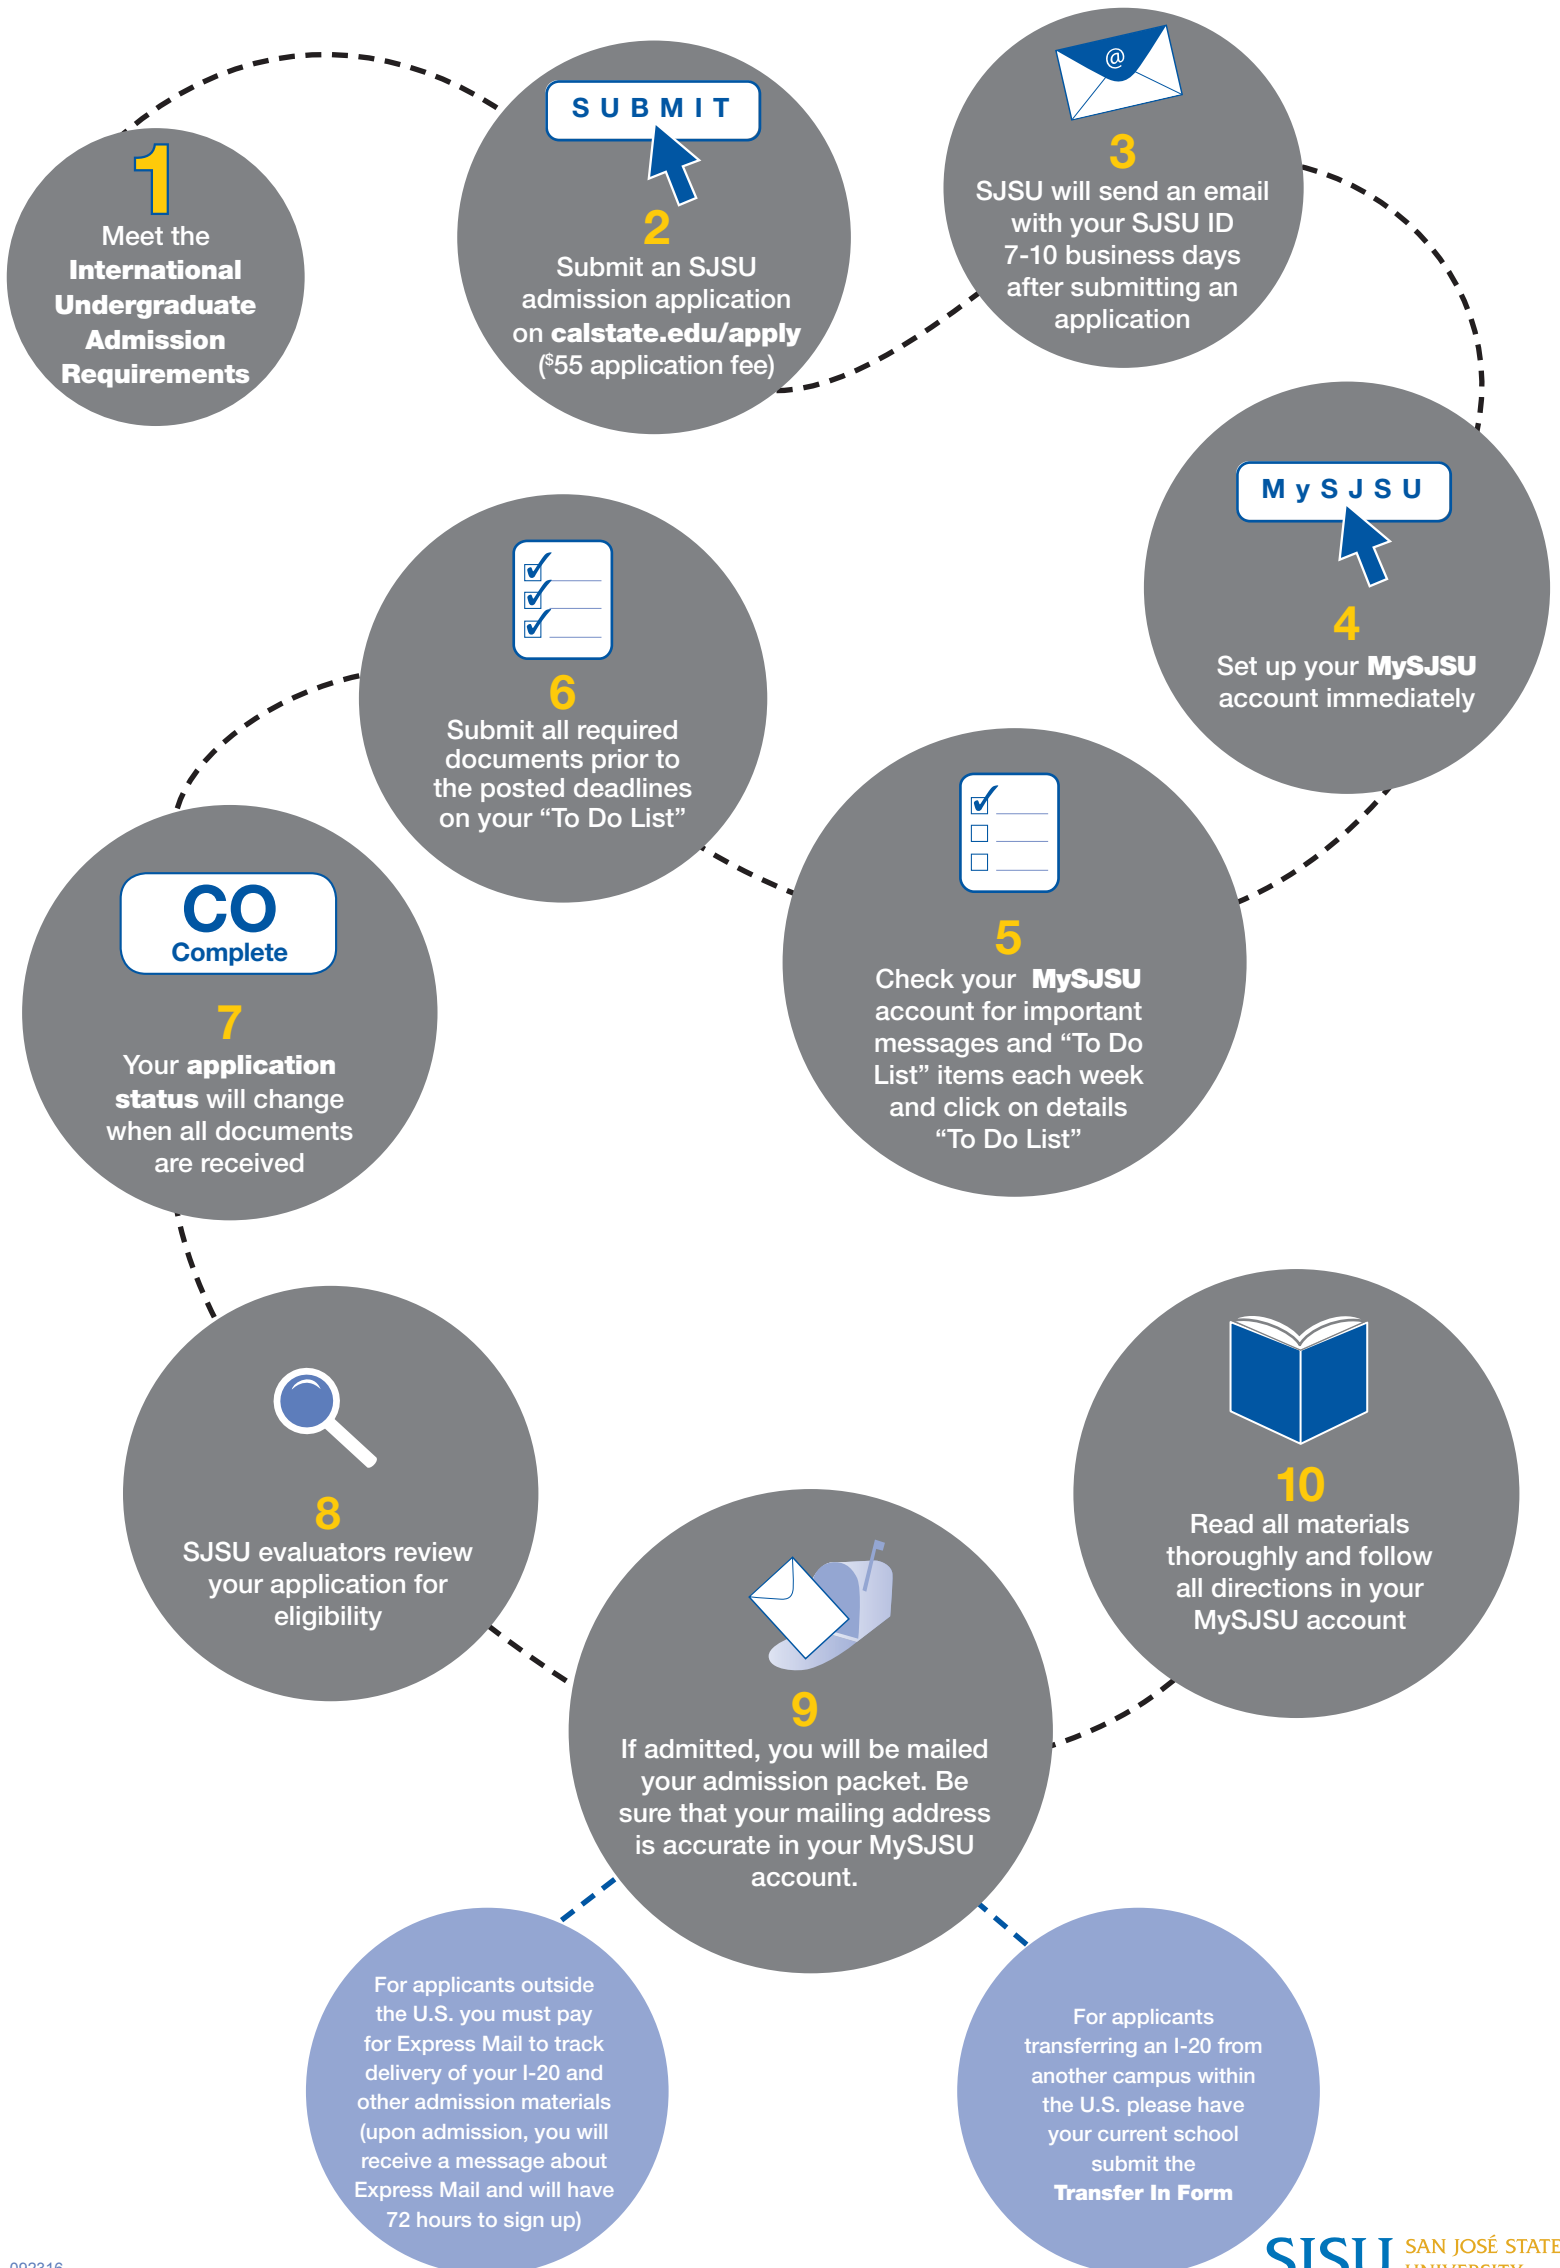 1
Meet the
International
Undergraduate
Admission
Requirements
SUBMIT
2
Submit an SJSU
admission application
on calstate.edu/apply
($55 application fee)
@
3
SJSU will send an email
with your SJSU ID
7-10 business days
after submitting an
application
MySJSU
4
Set up your MySJSU
account immediately
5
Check your MySJSU
account for important
messages and “To Do
List” items each week
and click on details
“To Do List”
6
Submit all required
documents prior to
the posted deadlines
on your “To Do List”
CO
Complete
7
Your application
status will change
when all documents
are received
8
SJSU evaluators review
your application for
eligibility
9
If admitted, you will be mailed
your admission packet. Be
sure that your mailing address
is accurate in your MySJSU
account.
For applicants outside
the U.S. you must pay
for Express Mail to track
delivery of your I-20 and
other admission materials
(upon admission, you will
receive a message about
Express Mail and will have
72 hours to sign up)
For applicants
transferring an I-20 from
another campus within
the U.S. please have
your current school
submit the
Transfer In Form
10
Read all materials
thoroughly and follow
all directions in your
MySJSU account
092316
SJSU
SAN JOSÉ STATE
UNIVERSITY